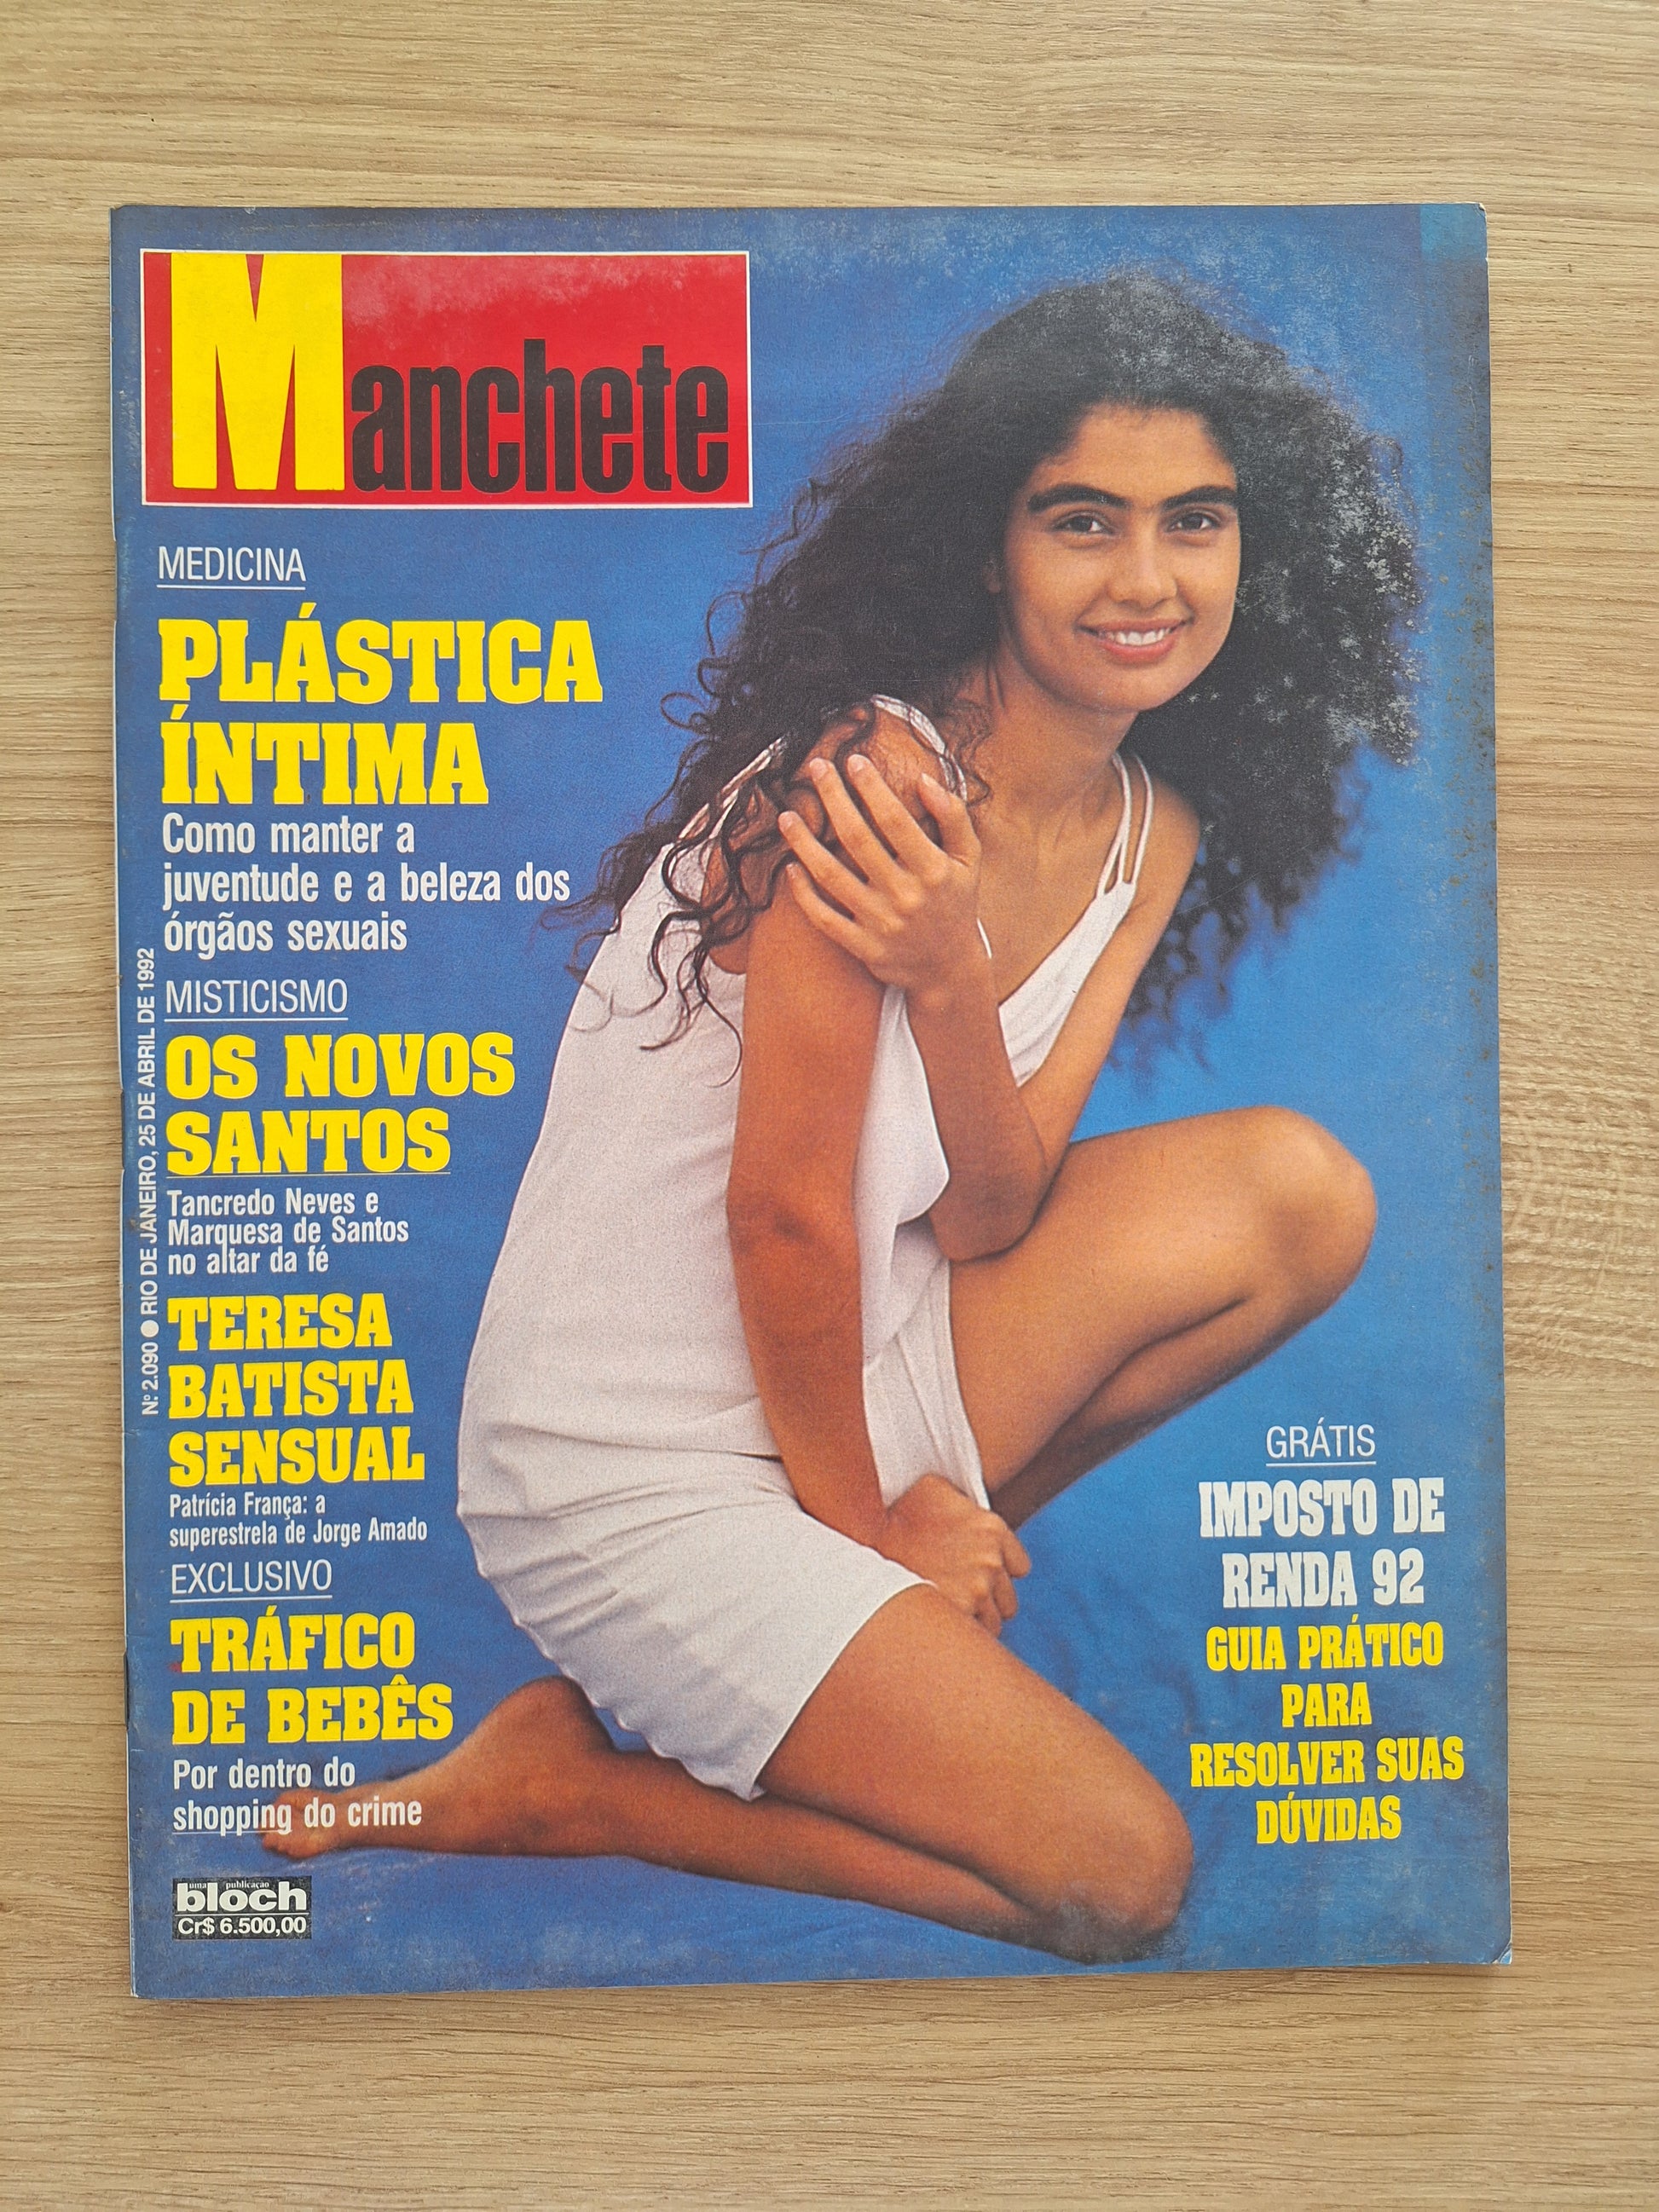 Manchete
MEDICINA
PLÁSTICA
ÍNTIMA
Como manter a
juventude e a beleza dos
órgãos sexuais
MISTICISMO
OS NOVOS
SANTOS
Tancredo Neves e
Marquesa de Santos
no altar da fé
TERESA
BATISTA
SENSUAL
Patrícia França: a
superestrela de Jorge Amado
EXCLUSIVO
TRÁFICO
DE BEBÊS
Por dentro do
shopping do crime
uma publicação
bloch
Cr$ 6.500,00
Nº 2.090 ● RIO DE JANEIRO, 25 DE ABRIL DE 1992
GRÁTIS
IMPOSTO DE
RENDA 92
GUIA PRÁTICO
PARA
RESOLVER SUAS
DÚVIDAS